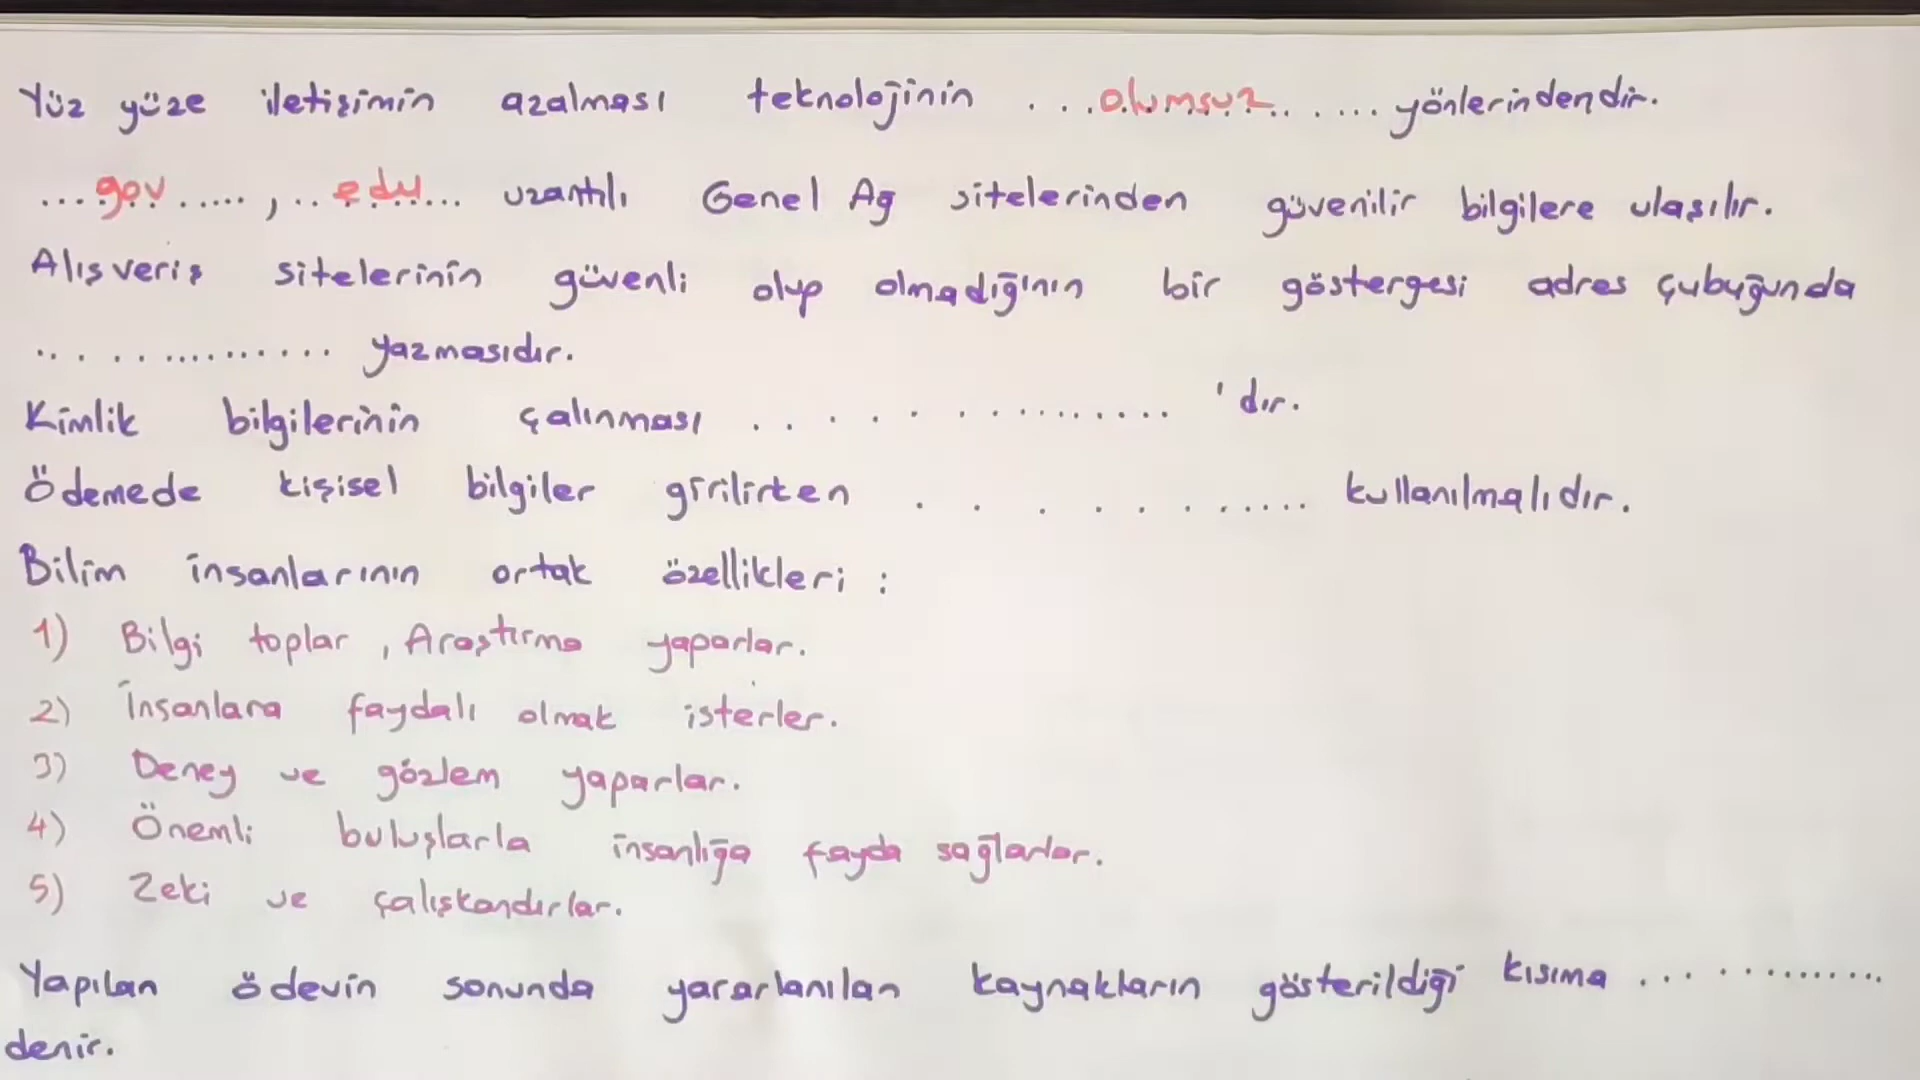 Yüz yüze iletişimin azalması teknolojinin ...olumsuz...... yönlerindendir.
...gov....., ..edu... uzantılı Genel Ağ sitelerinden güvenilir bilgilere ulaşılır.
Alışveriş sitelerinin güvenli olup olmadığının bir göstergesi adres çubuğunda
................ yazmasıdır.
Kimlik bilgilerinin çalınması ............... 'dır.
Ödemede kişisel bilgiler girilirken ............ kullanılmalıdır.
Bilim insanlarının ortak özellikleri :
1) Bilgi toplar , Araştırma yaparlar.
2) İnsanlara faydalı olmak isterler.
3) Deney ve gözlem yaparlar.
4) Önemli buluşlarla insanlığa fayda sağlarlar.
5) Zeki ve çalışkandırlar.
Yapılan ödevin sonunda yararlanılan kaynakların gösterildiği kısıma ............
denir.